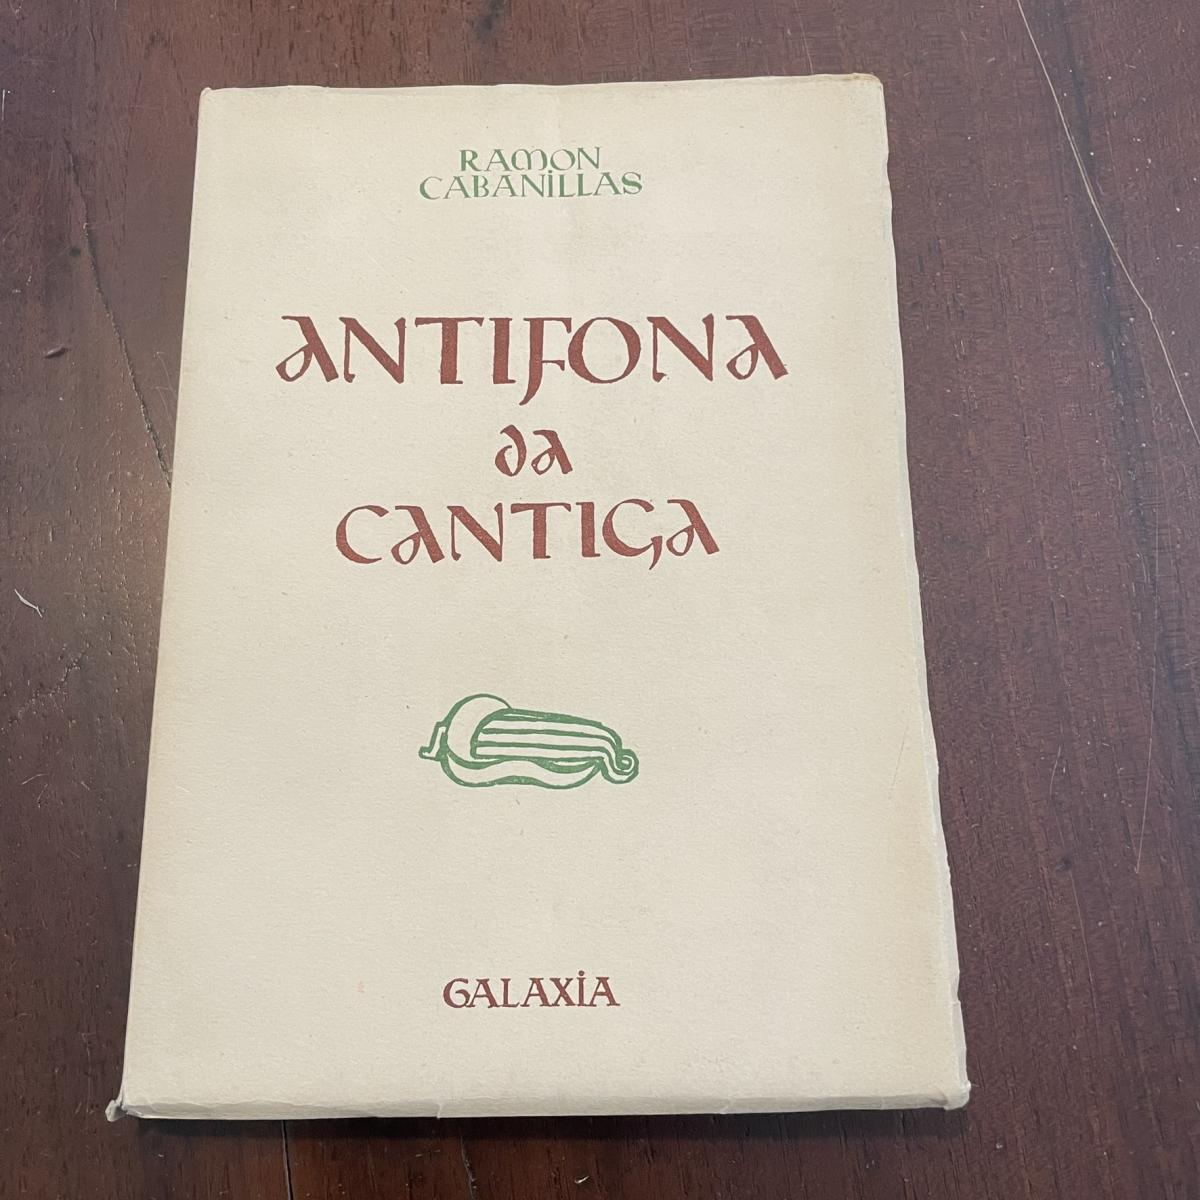 RAMON
CABANILLAS
ANTIFONA
da
CANTIGA
GALAXIA